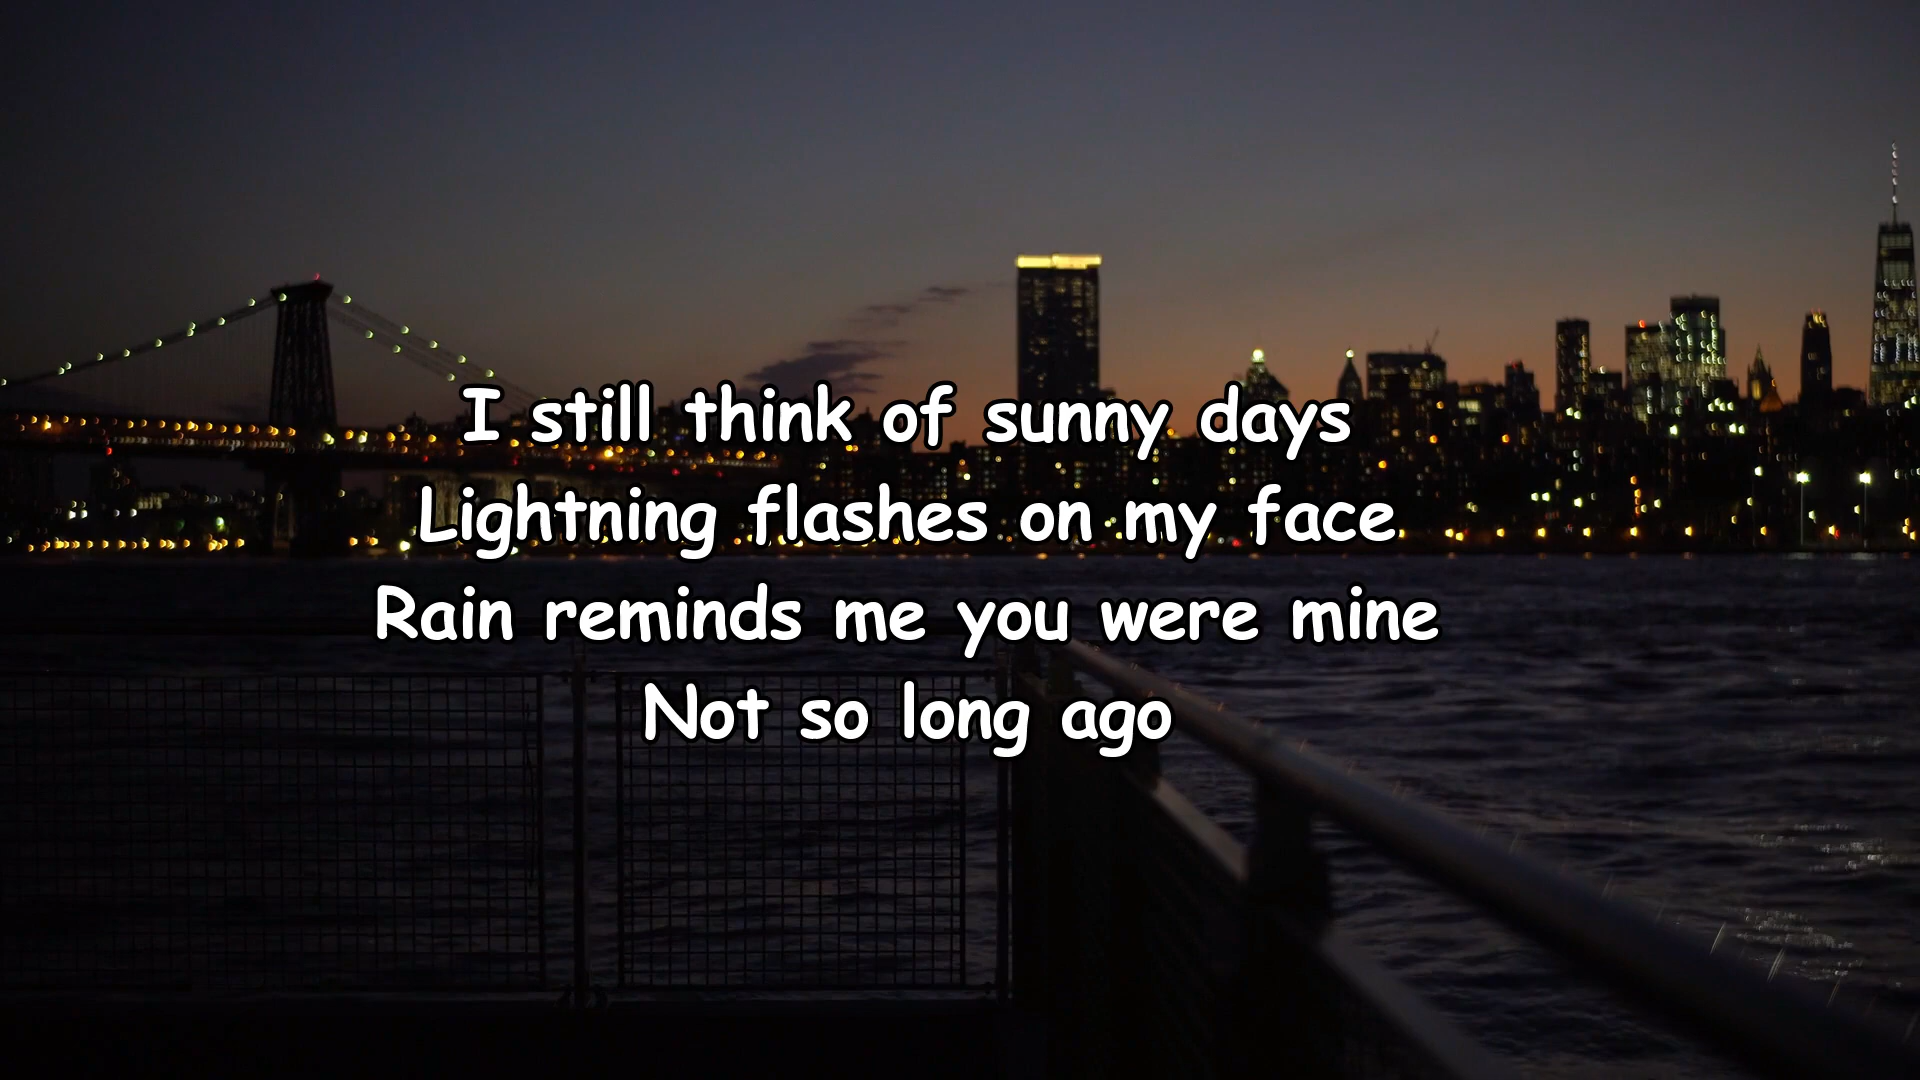 I still think of sunny days
Lightning flashes on my face
Rain reminds me you were mine
Not so long ago